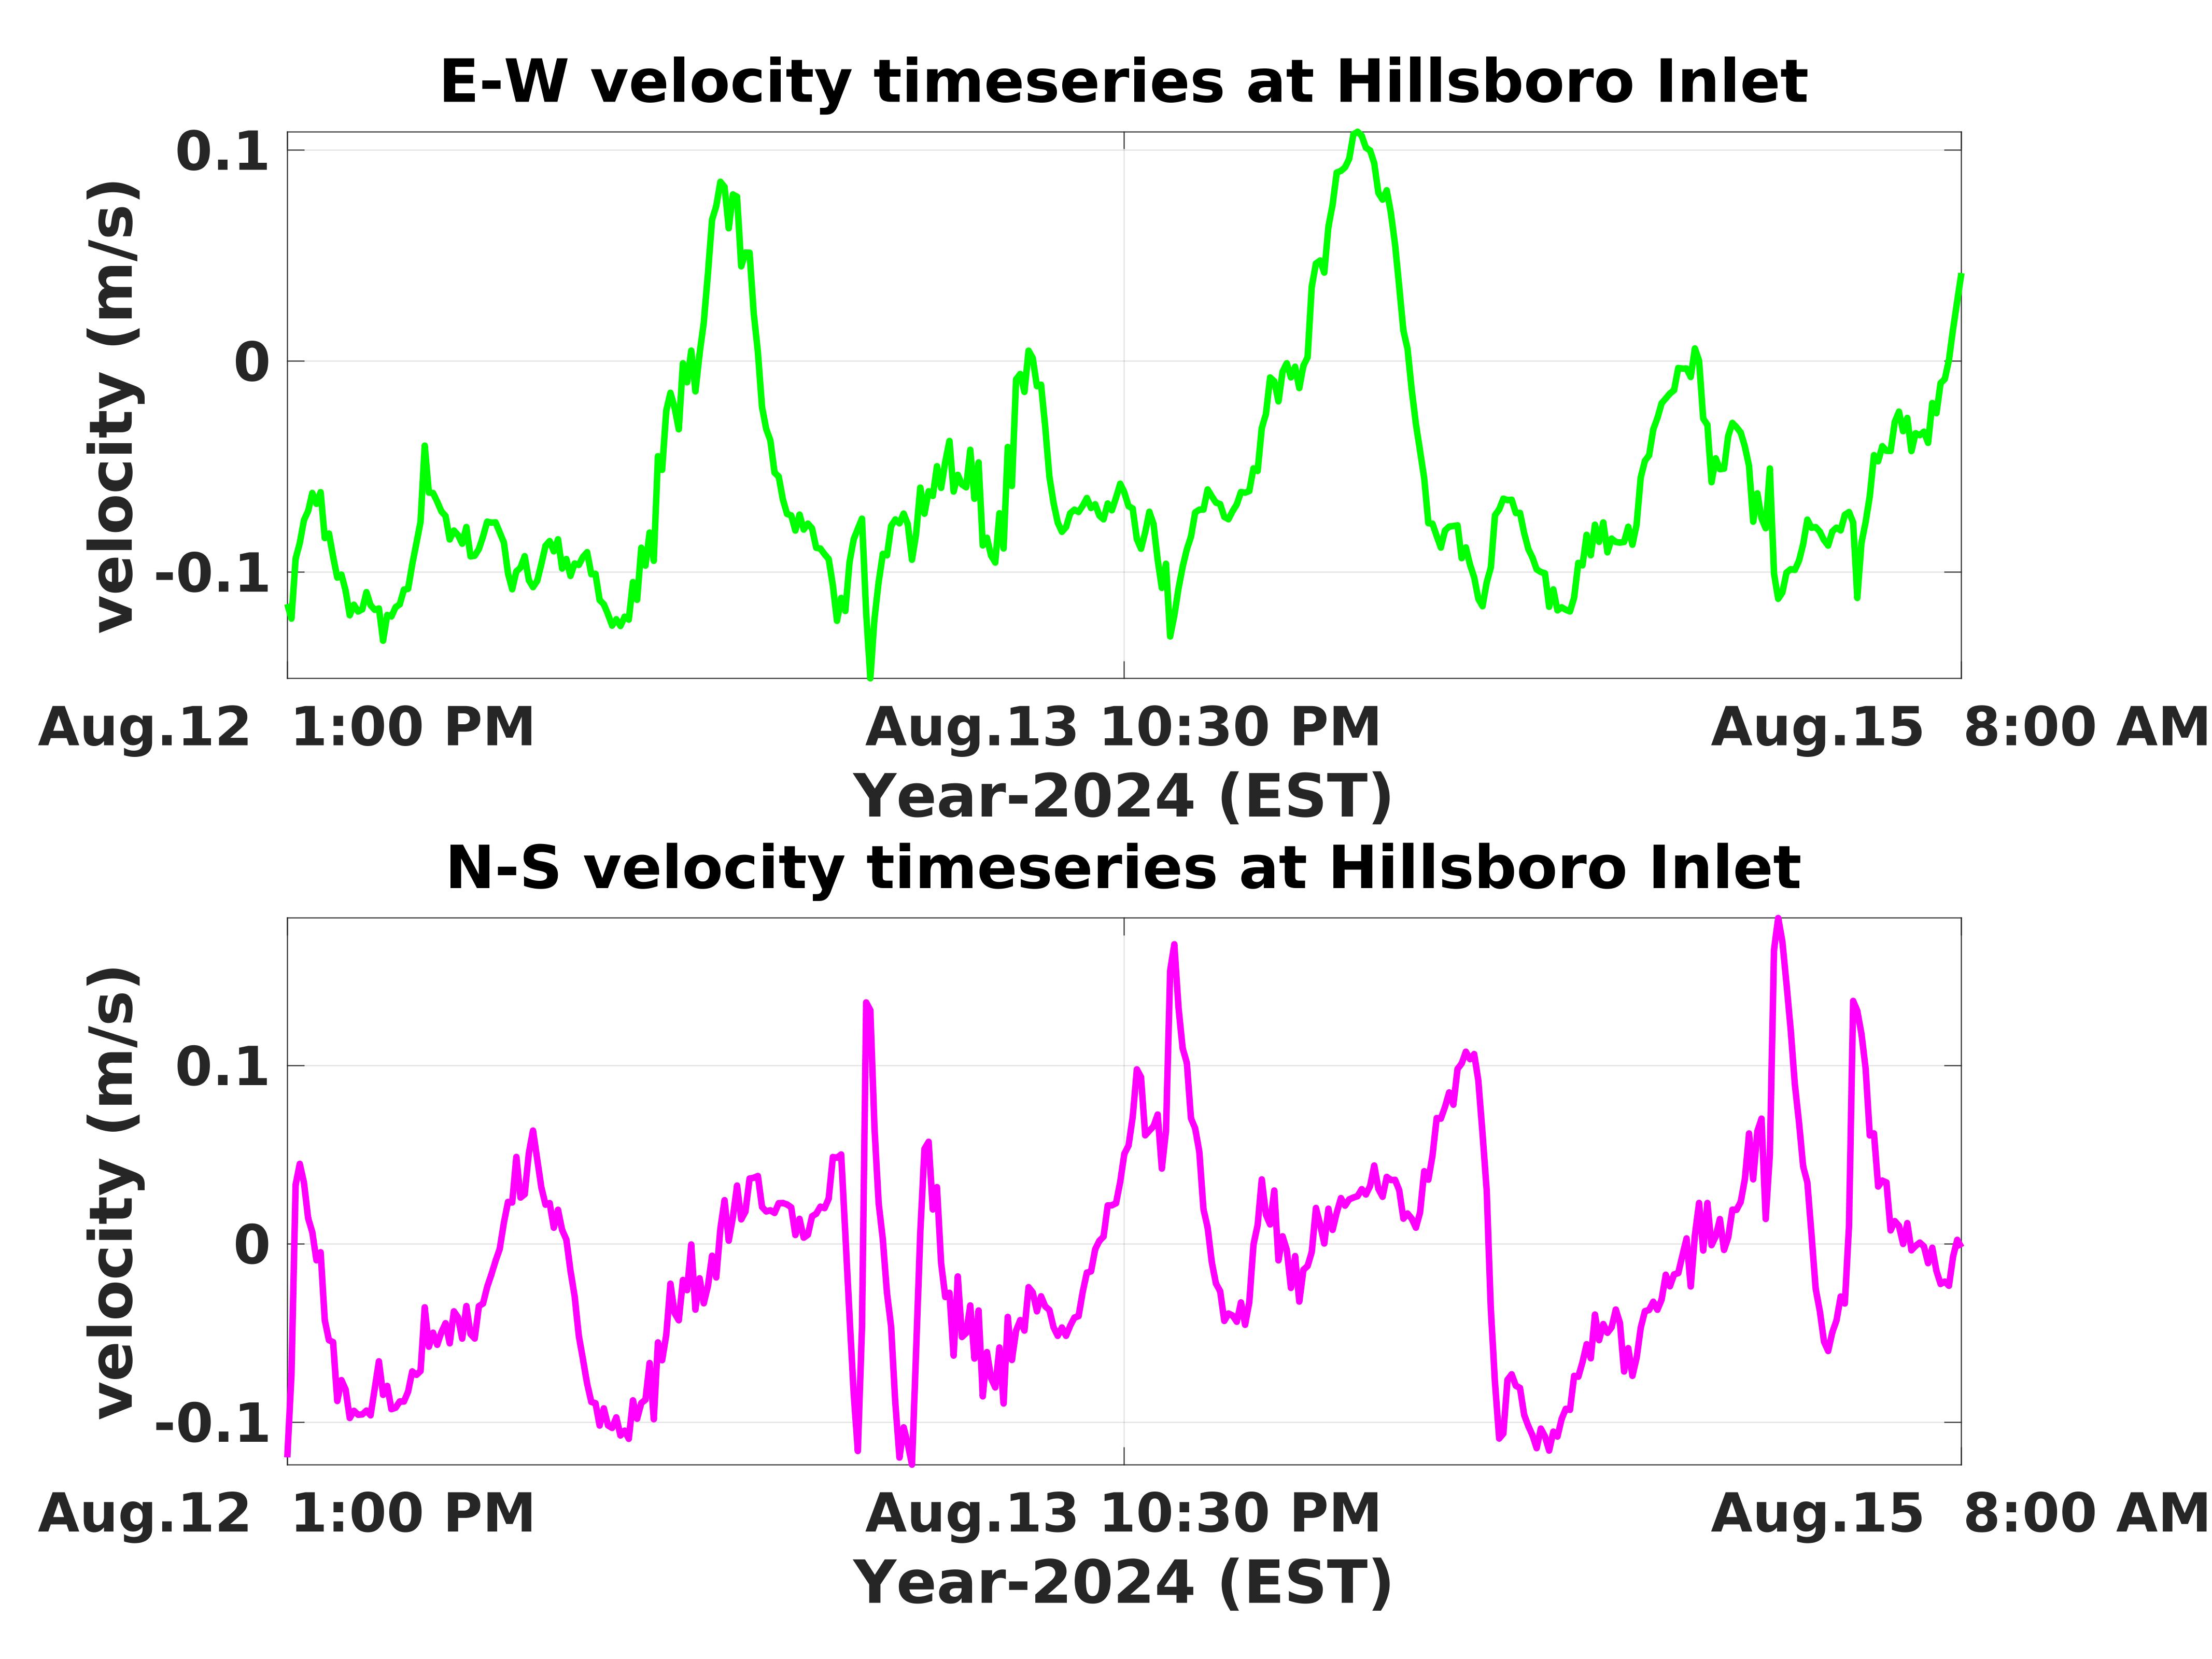 E-W velocity timeseries at Hillsboro Inlet
velocity (m/s)
0.1
0
-0.1
Aug.12 1:00 PM Aug.13 10:30 PM Aug.15 8:00 AM
Year-2024 (EST)
N-S velocity timeseries at Hillsboro Inlet
velocity (m/s)
0.1
0
-0.1
Aug.12 1:00 PM Aug.13 10:30 PM Aug.15 8:00 AM
Year-2024 (EST)